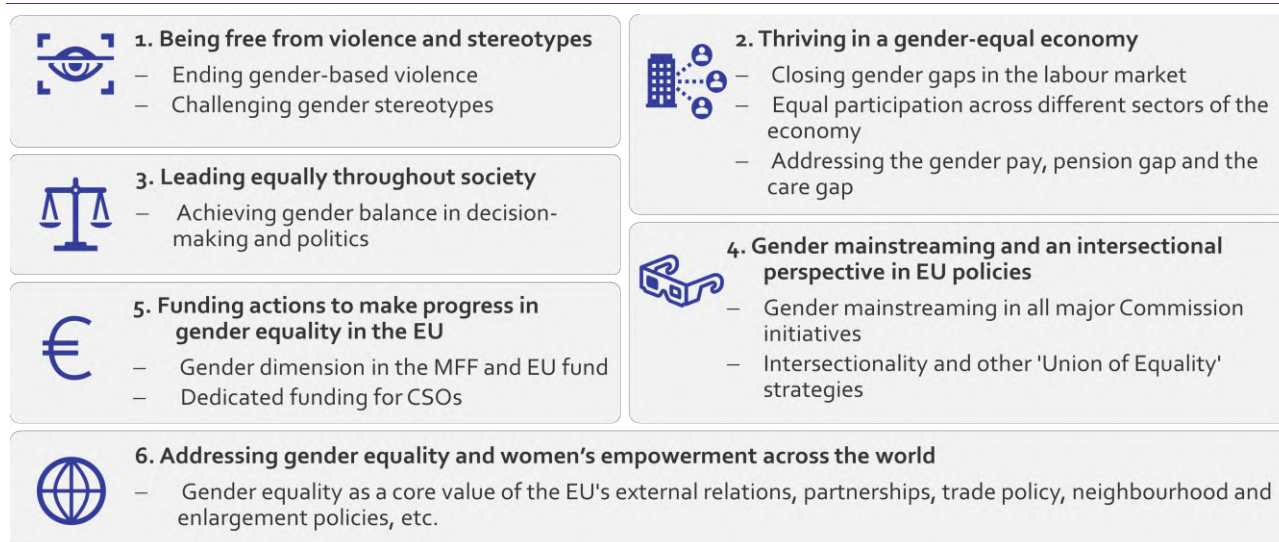 1. Being free from violence and stereotypes
– Ending gender-based violence
– Challenging gender stereotypes
2. Thriving in a gender-equal economy
– Closing gender gaps in the labour market
– Equal participation across different sectors of the
economy
– Addressing the gender pay, pension gap and the
care gap
3. Leading equally throughout society
– Achieving gender balance in decision-
making and politics
4. Gender mainstreaming and an intersectional
perspective in EU policies
– Gender mainstreaming in all major Commission
initiatives
– Intersectionality and other 'Union of Equality'
strategies
5. Funding actions to make progress in
gender equality in the EU
– Gender dimension in the MFF and EU fund
– Dedicated funding for CSOs
6. Addressing gender equality and women’s empowerment across the world
– Gender equality as a core value of the EU's external relations, partnerships, trade policy, neighbourhood and
enlargement policies, etc.